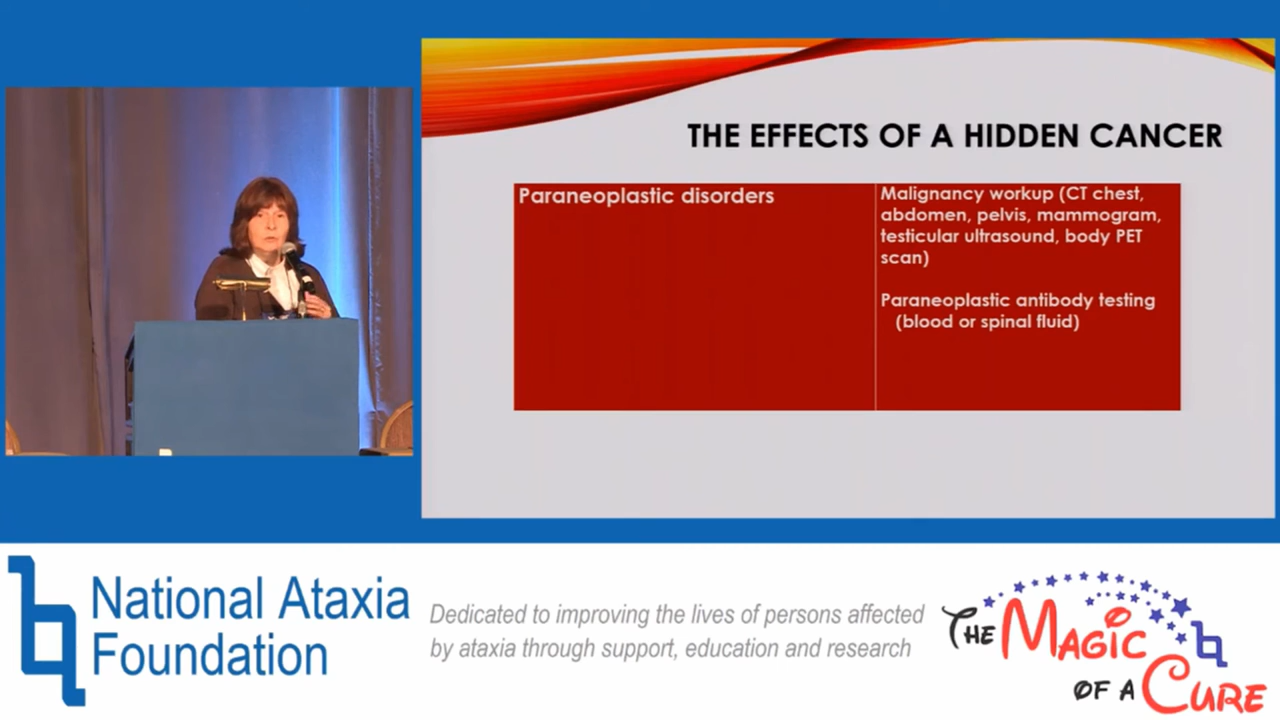 THE EFFECTS OF A HIDDEN CANCER
Paraneoplastic disorders
Malignancy workup (CT chest,
abdomen, pelvis, mammogram,
testicular ultrasound, body PET
scan)
Paraneoplastic antibody testing
(blood or spinal fluid)
National Ataxia
Foundation
Dedicated to improving the lives of persons affected
by ataxia through support, education and research
THE MAGIC
OF A CURE